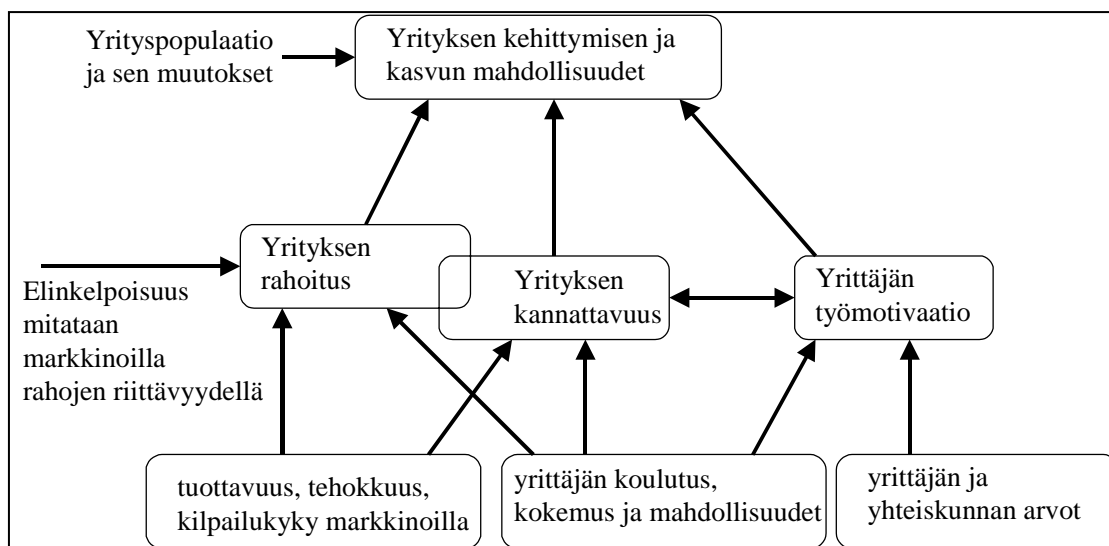 Yrityspopulaatio
ja sen muutokset
Yrityksen kehittymisen ja
kasvun mahdollisuudet
Yrityksen
rahoitus
Yrityksen
kannattavuus
Yrittäjän
työmotivaatio
Elinkelpoisuus
mitataan
markkinoilla
rahojen riittävyydellä
tuottavuus, tehokkuus,
kilpailukyky markkinoilla
yrittäjän koulutus,
kokemus ja mahdollisuudet
yrittäjän ja
yhteiskunnan arvot